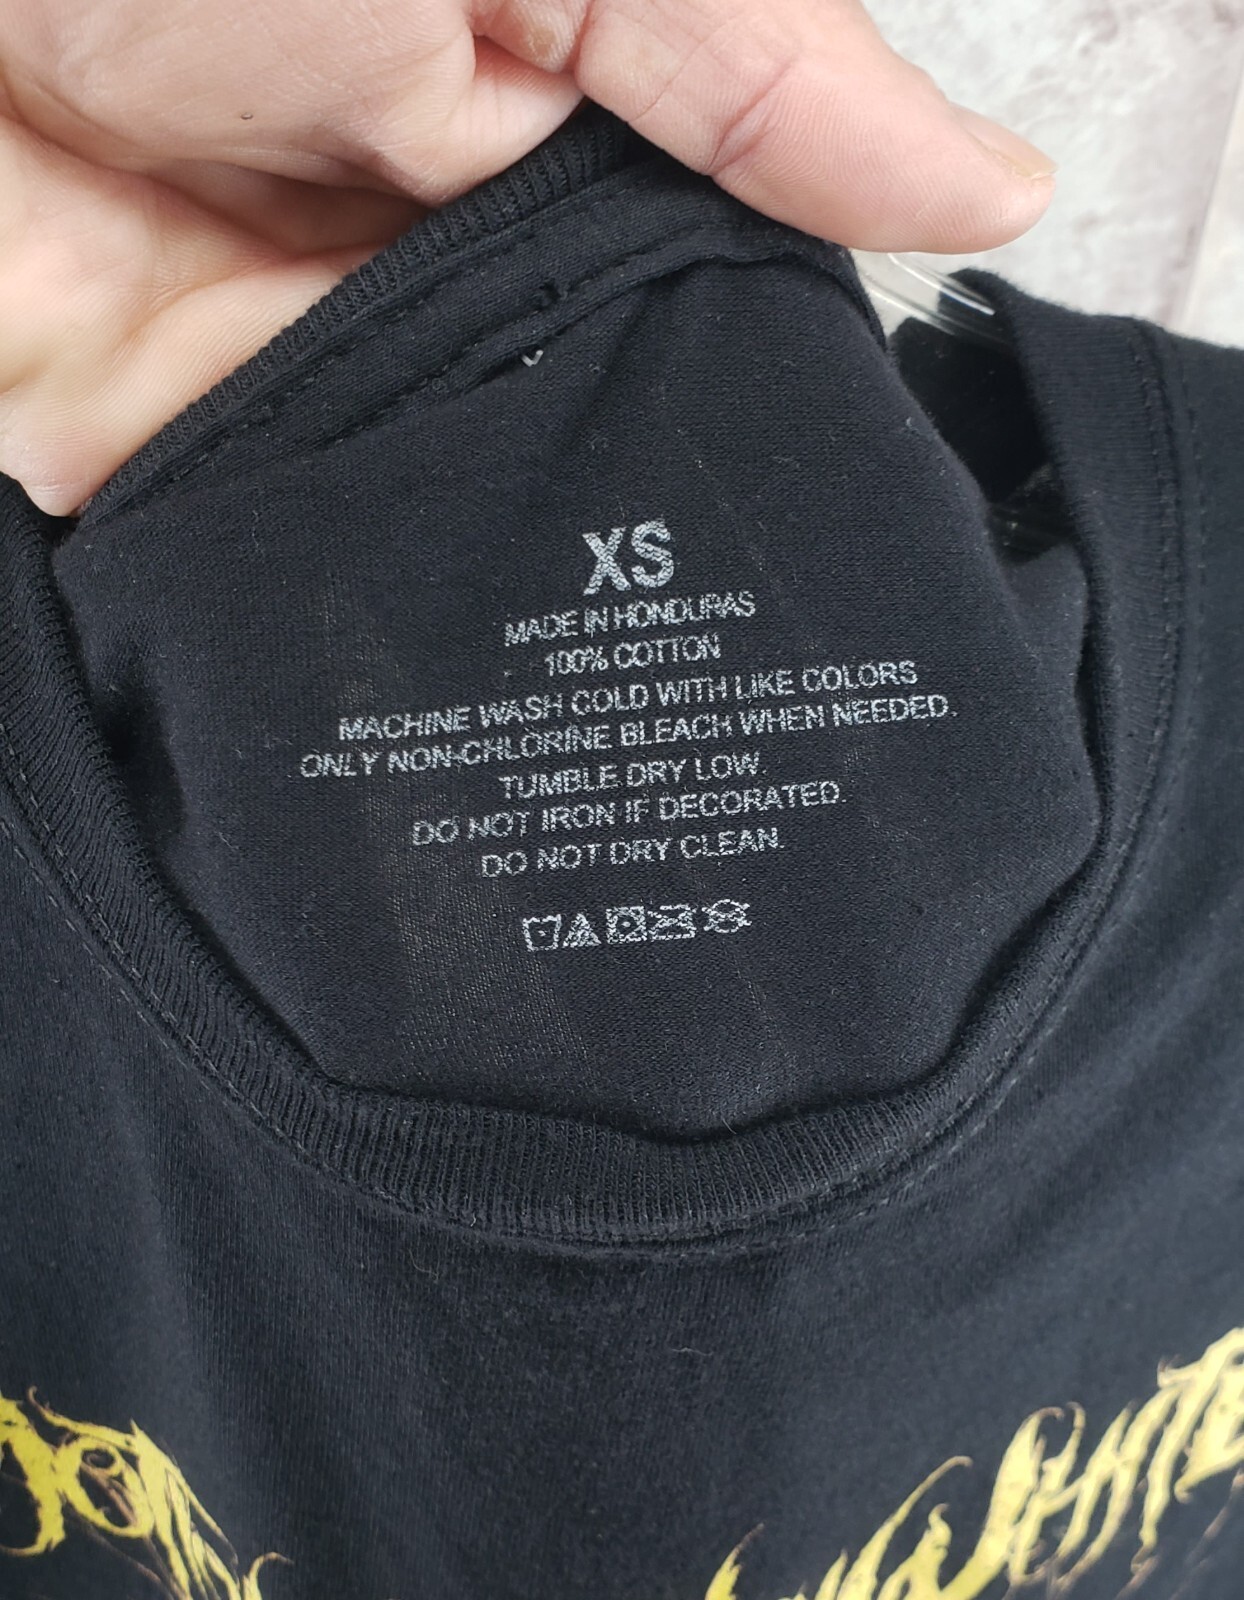 XS
MADE IN HONDURAS
100% COTTON
MACHINE WASH COLD WITH LIKE COLORS
ONLY NON-CHLORINE BLEACH WHEN NEEDED.
TUMBLE DRY LOW.
DO NOT IRON IF DECORATED.
DO NOT DRY CLEAN.